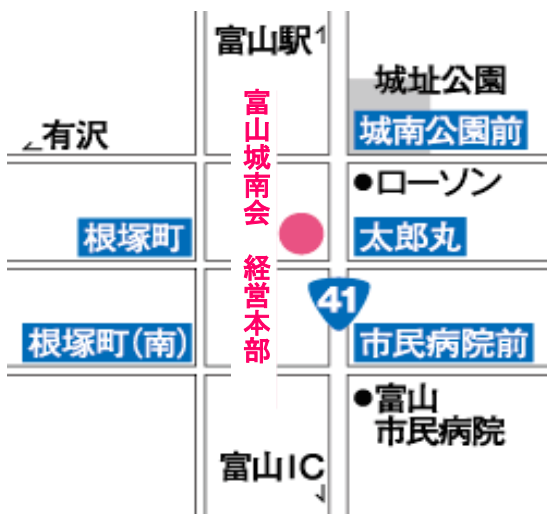 富山駅
城址公園
城南公園前
有沢
富山城南会 経営本部
ローソン
根塚町
太郎丸
41
根塚町(南)
市民病院前
富山
市民病院
富山IC